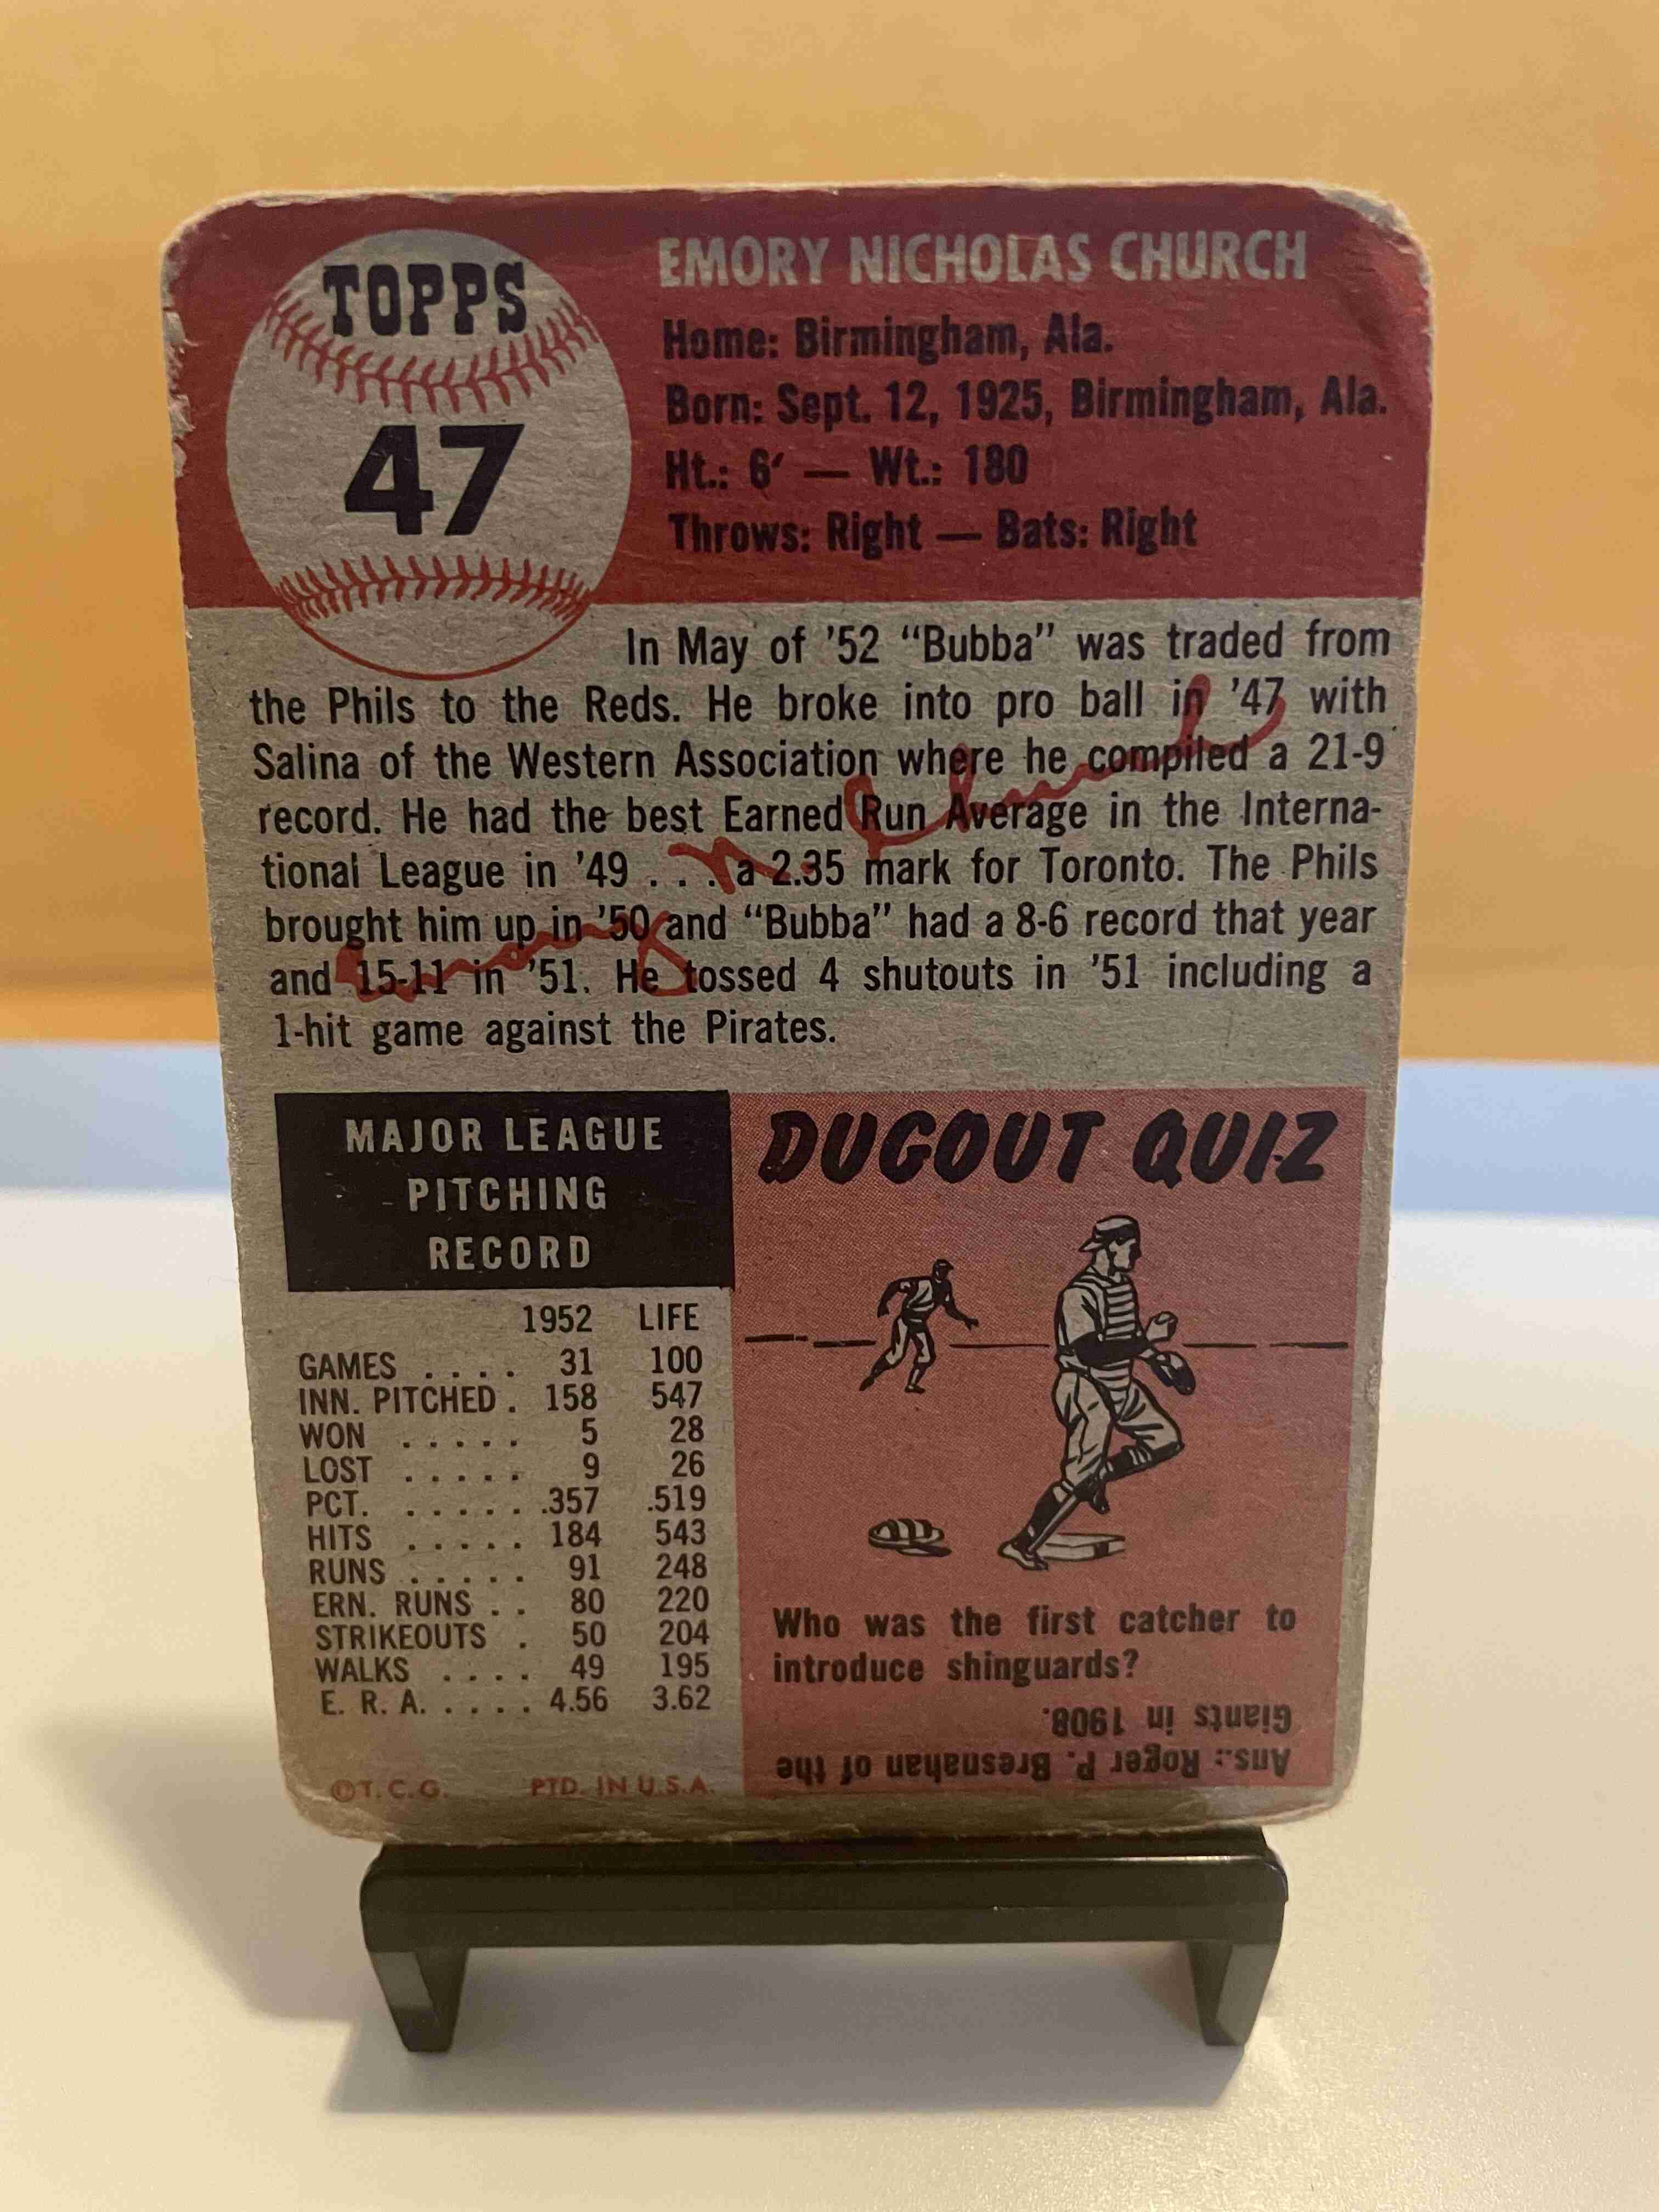 TOPPS
47
EMORY NICHOLAS CHURCH
Home: Birmingham, Ala.
Born: Sept. 12, 1925, Birmingham, Ala.
Ht.: 6′ — Wt.: 180
Throws: Right — Bats: Right
In May of ’52 “Bubba” was traded from
the Phils to the Reds. He broke into pro ball in ’47 with
Salina of the Western Association where he compiled a 21-9
record. He had the best Earned Run Average in the Interna-
tional League in ’49 . . . a 2.35 mark for Toronto. The Phils
brought him up in ’50 and “Bubba” had a 8-6 record that year
and 15-11 in ’51. He tossed 4 shutouts in ’51 including a
1-hit game against the Pirates.
Emory N. Church
MAJOR LEAGUE
PITCHING
RECORD
1952 LIFE
GAMES . . . . 31 100
INN. PITCHED . 158 547
WON . . . . . 5 28
LOST . . . . . 9 26
PCT. . . . . . . .357 .519
HITS . . . . . 184 543
RUNS . . . . . 91 248
ERN. RUNS . . 80 220
STRIKEOUTS . 50 204
WALKS . . . . 49 195
E. R. A. . . . . . 4.56 3.62
©T. C. G. PTD. IN U.S.A.
DUGOUT QUIZ
Who was the first catcher to
introduce shinguards?
Ans.: Roger P. Bresnahan of the
Giants in 1908.